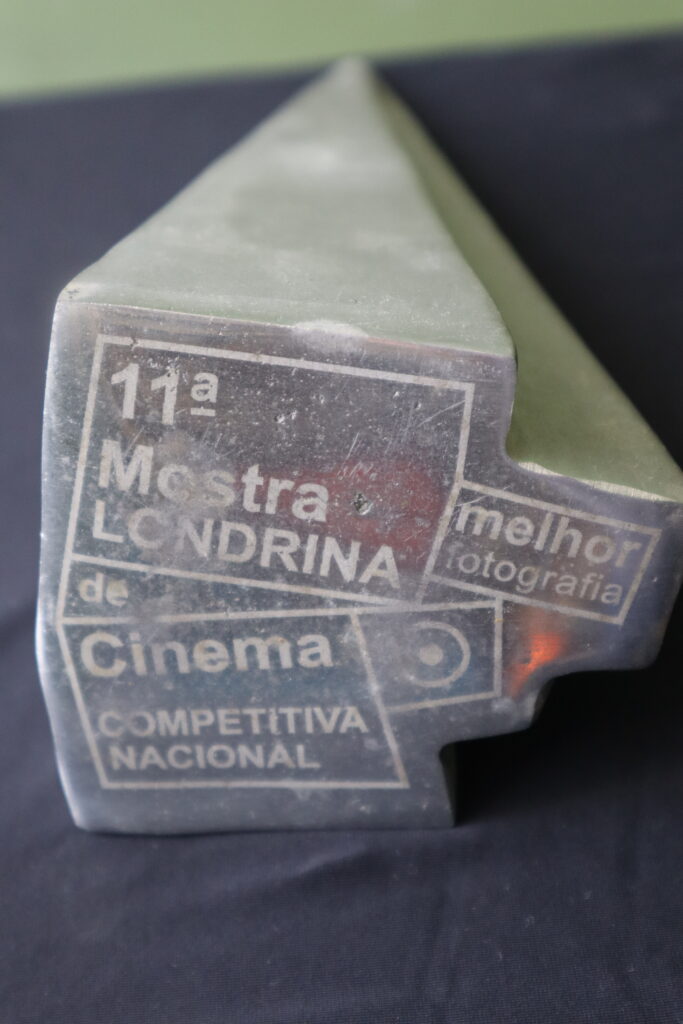 11ª
Mostra
LONDRINA
de
Cinema
COMPETITIVA
NACIONAL
melhor
fotografia